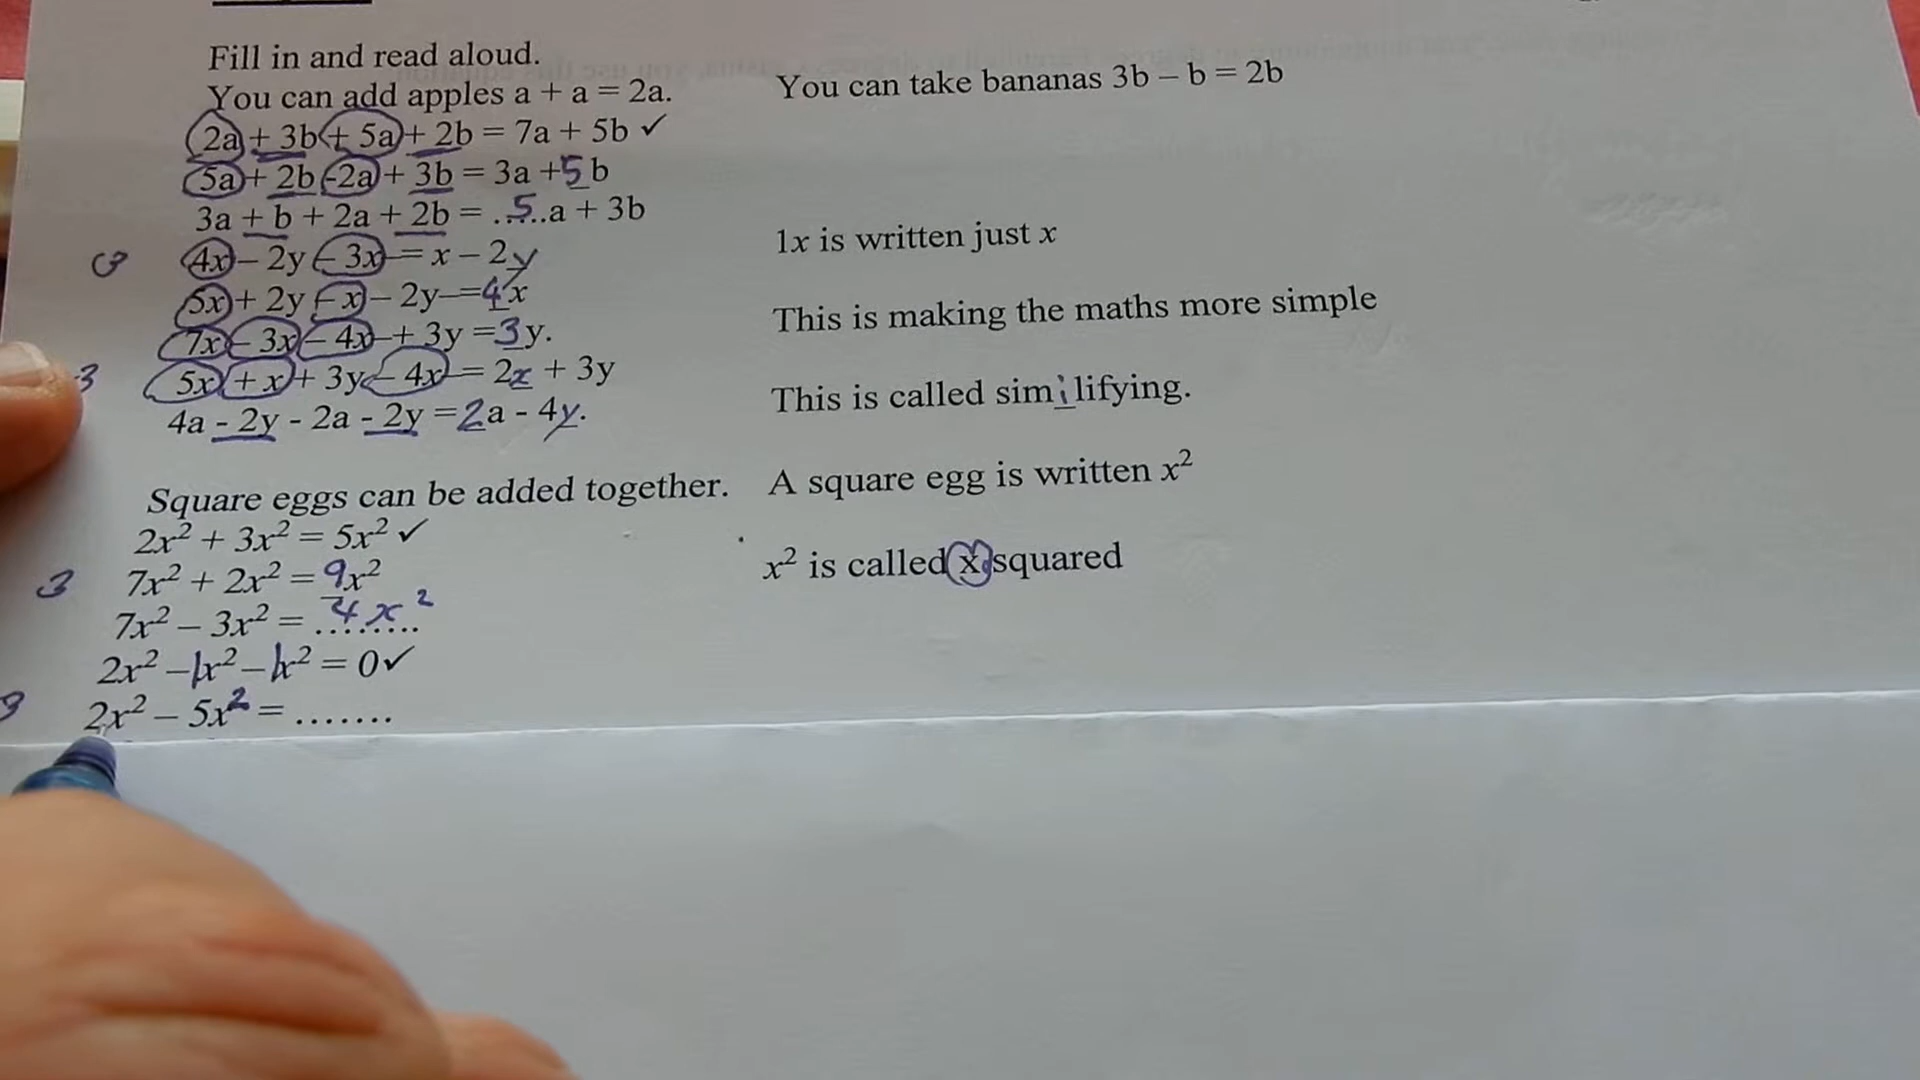 Fill in and read aloud.
You can add apples a + a = 2a.
You can take bananas 3b – b = 2b
2a + 3b + 5a + 2b = 7a + 5b ✓
5a + 2b - 2a + 3b = 3a + 5b
3a + b + 2a + 2b = ..5..a + 3b
4x – 2y – 3x = x – 2y
1x is written just x
5x + 2y – x – 2y = 4x
This is making the maths more simple
7x – 3x – 4x + 3y = 3y.
5x + x + 3y – 4x = 2x + 3y
This is called sim i lifying.
4a - 2y - 2a - 2y = 2a - 4y.
Square eggs can be added together.
A square egg is written x²
2x² + 3x² = 5x² ✓
x² is called x squared
7x² + 2x² = 9x²
3
7x² – 3x² = 4x²
2x² – 1x² – 1x² = 0 ✓
2x² – 5x² = .......